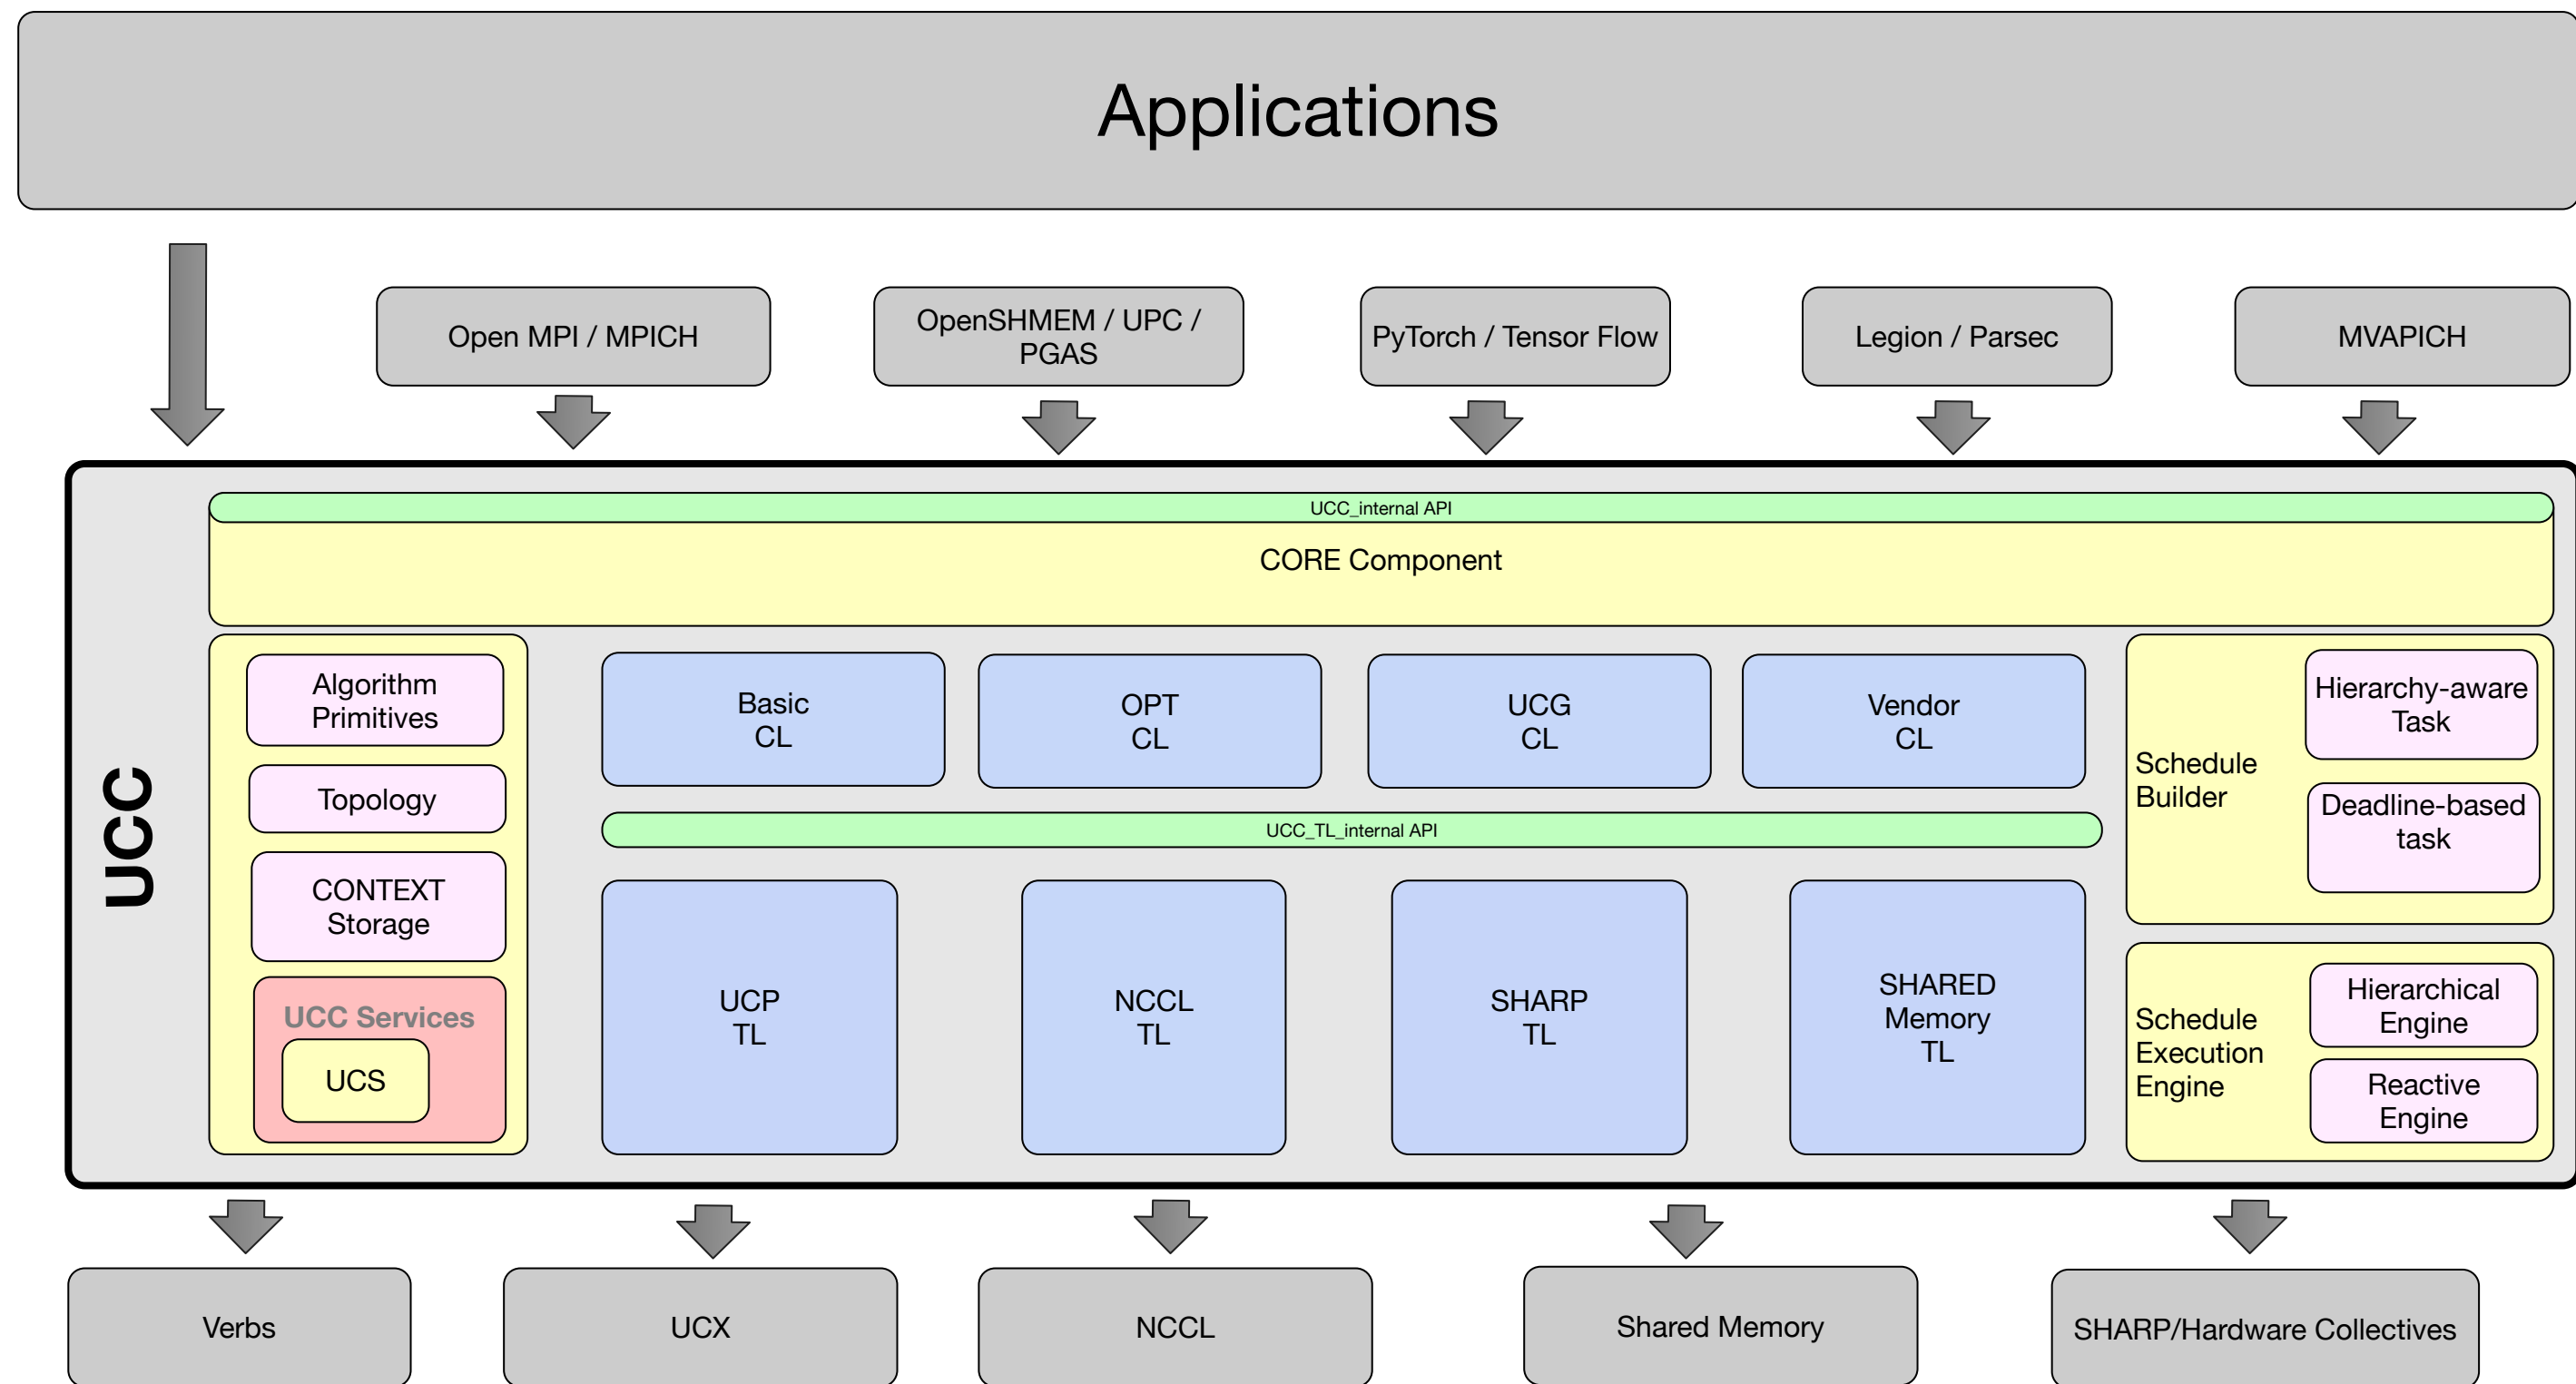 Applications
Open MPI / MPICH
OpenSHMEM / UPC /
PGAS
PyTorch / Tensor Flow
Legion / Parsec
MVAPICH
UCC
UCC_internal API
CORE Component
Algorithm
Primitives
Topology
CONTEXT
Storage
UCC Services
UCS
Basic
CL
OPT
CL
UCG
CL
Vendor
CL
UCC_TL_internal API
UCP
TL
NCCL
TL
SHARP
TL
SHARED
Memory
TL
Schedule
Builder
Hierarchy-aware
Task
Deadline-based
task
Schedule
Execution
Engine
Hierarchical
Engine
Reactive
Engine
Verbs
UCX
NCCL
Shared Memory
SHARP/Hardware Collectives